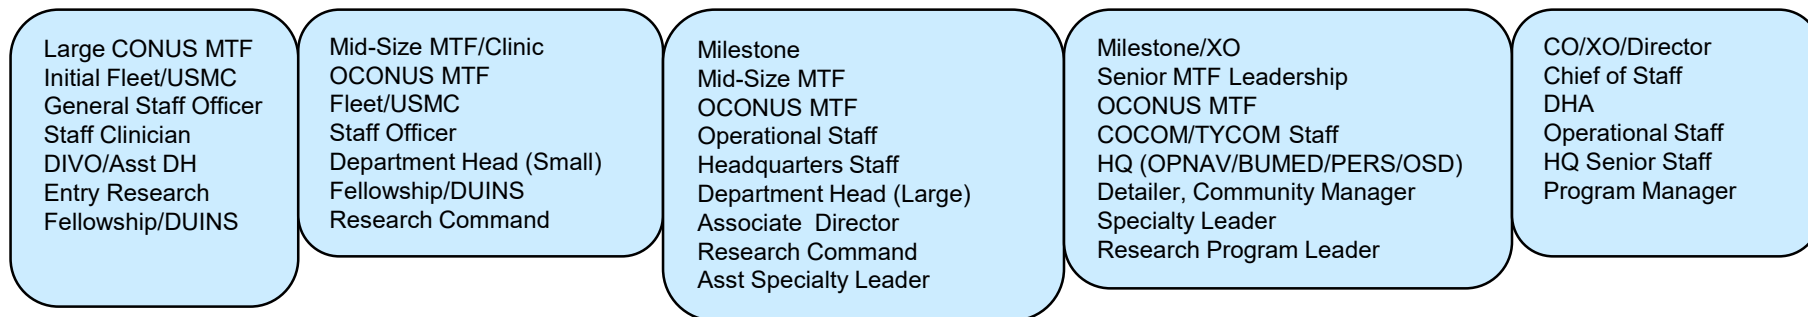 Large CONUS MTF
Initial Fleet/USMC
General Staff Officer
Staff Clinician
DIVO/Asst DH
Entry Research
Fellowship/DUINS
Mid-Size MTF/Clinic
OCONUS MTF
Fleet/USMC
Staff Officer
Department Head (Small)
Fellowship/DUINS
Research Command
Milestone
Mid-Size MTF
OCONUS MTF
Operational Staff
Headquarters Staff
Department Head (Large)
Associate Director
Research Command
Asst Specialty Leader
Milestone/XO
Senior MTF Leadership
OCONUS MTF
COCOM/TYCOM Staff
HQ (OPNAV/BUMED/PERS/OSD)
Detailer, Community Manager
Specialty Leader
Research Program Leader
CO/XO/Director
Chief of Staff
DHA
Operational Staff
HQ Senior Staff
Program Manager